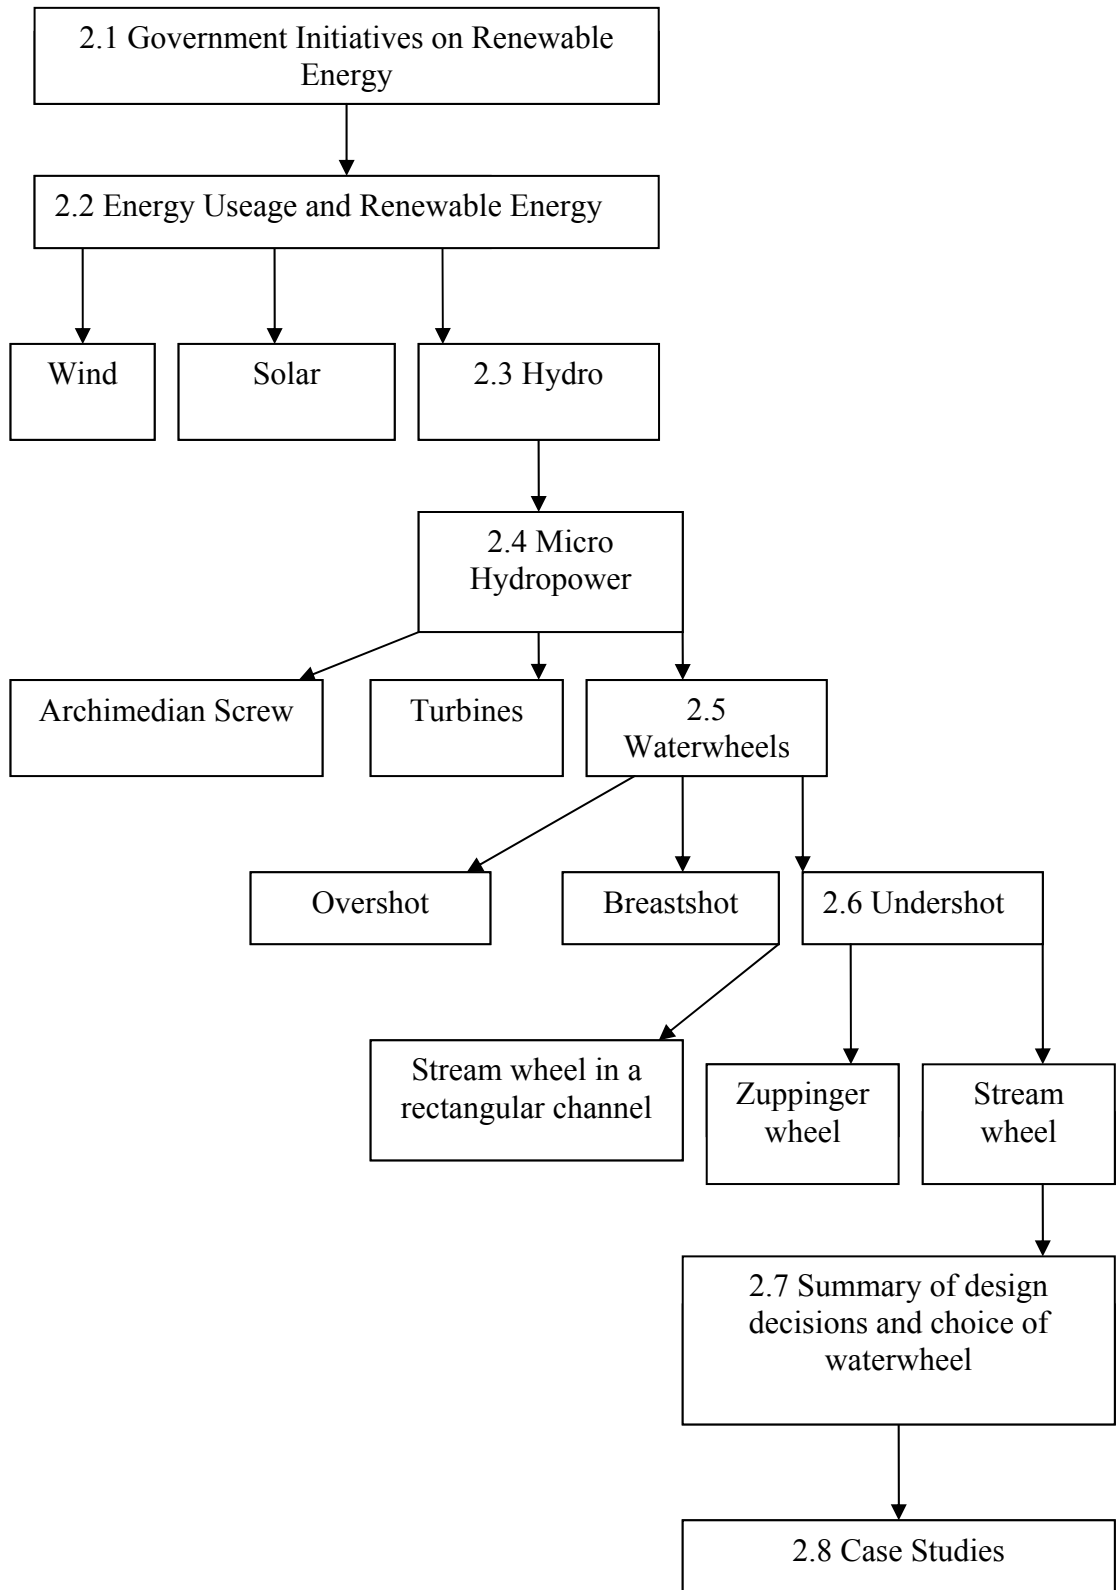 2.1 Government Initiatives on Renewable
Energy
2.2 Energy Useage and Renewable Energy
Wind
Solar
2.3 Hydro
2.4 Micro
Hydropower
Archimedian Screw
Turbines
2.5
Waterwheels
Overshot
Breastshot
2.6 Undershot
Stream wheel in a
rectangular channel
Zuppinger
wheel
Stream
wheel
2.7 Summary of design
decisions and choice of
waterwheel
2.8 Case Studies